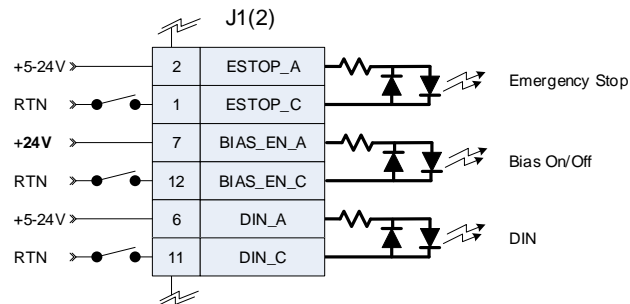 J1(2)
+5-24V 2 ESTOP_A
RTN 1 ESTOP_C
Emergency Stop
+24V 7 BIAS_EN_A
RTN 12 BIAS_EN_C
Bias On/Off
+5-24V 6 DIN_A
RTN 11 DIN_C
DIN